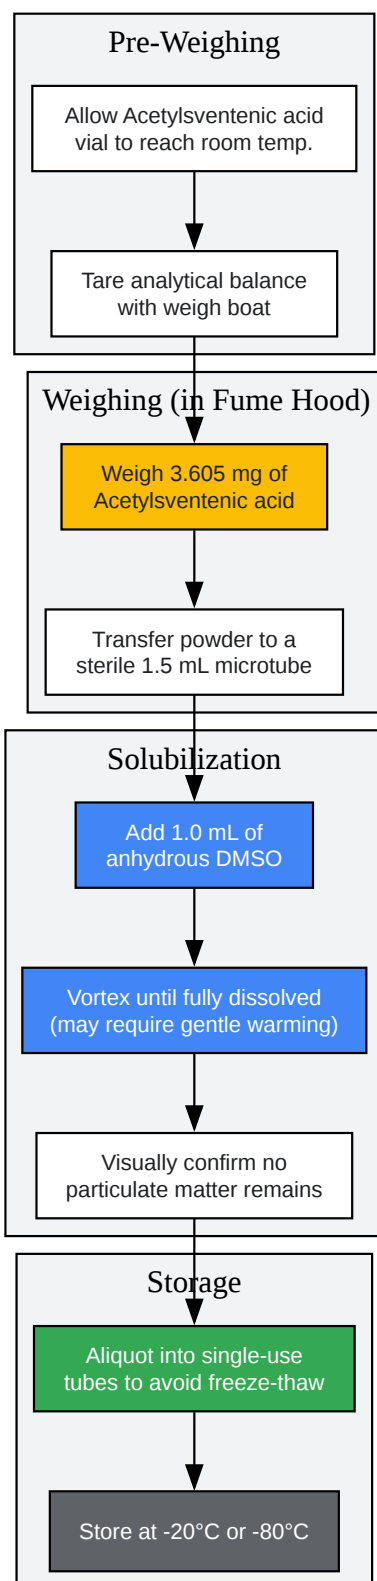 Pre-Weighing
Allow Acetylsventenic acid
vial to reach room temp.
Tare analytical balance
with weigh boat
Weighing (in Fume Hood)
Weigh 3.605 mg of
Acetylsventenic acid
Transfer powder to a
sterile 1.5 mL microtube
Solubilization
Add 1.0 mL of
anhydrous DMSO
Vortex until fully dissolved
(may require gentle warming)
Visually confirm no
particulate matter remains
Storage
Aliquot into single-use
tubes to avoid freeze-thaw
Store at -20°C or -80°C